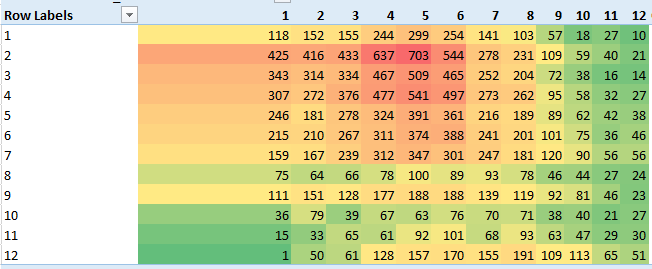 Row Labels 1 2 3 4 5 6 7 8 9 10 11 12
1 118 152 155 244 299 254 141 103 57 18 27 10
2 425 416 433 637 703 544 278 231 109 59 40 21
3 343 314 334 467 509 465 252 204 72 38 16 14
4 307 272 376 477 541 497 273 262 95 58 32 27
5 246 181 278 324 391 361 216 189 89 62 42 38
6 215 210 267 311 374 388 241 201 101 75 36 46
7 159 167 239 312 347 301 247 181 120 90 56 56
8 75 64 66 78 100 89 93 78 46 44 27 24
9 111 151 128 177 188 188 139 119 92 81 46 23
10 36 79 39 67 63 76 70 71 38 40 21 27
11 15 33 65 61 92 101 68 93 63 47 29 30
12 1 50 61 128 157 170 155 191 109 113 65 51